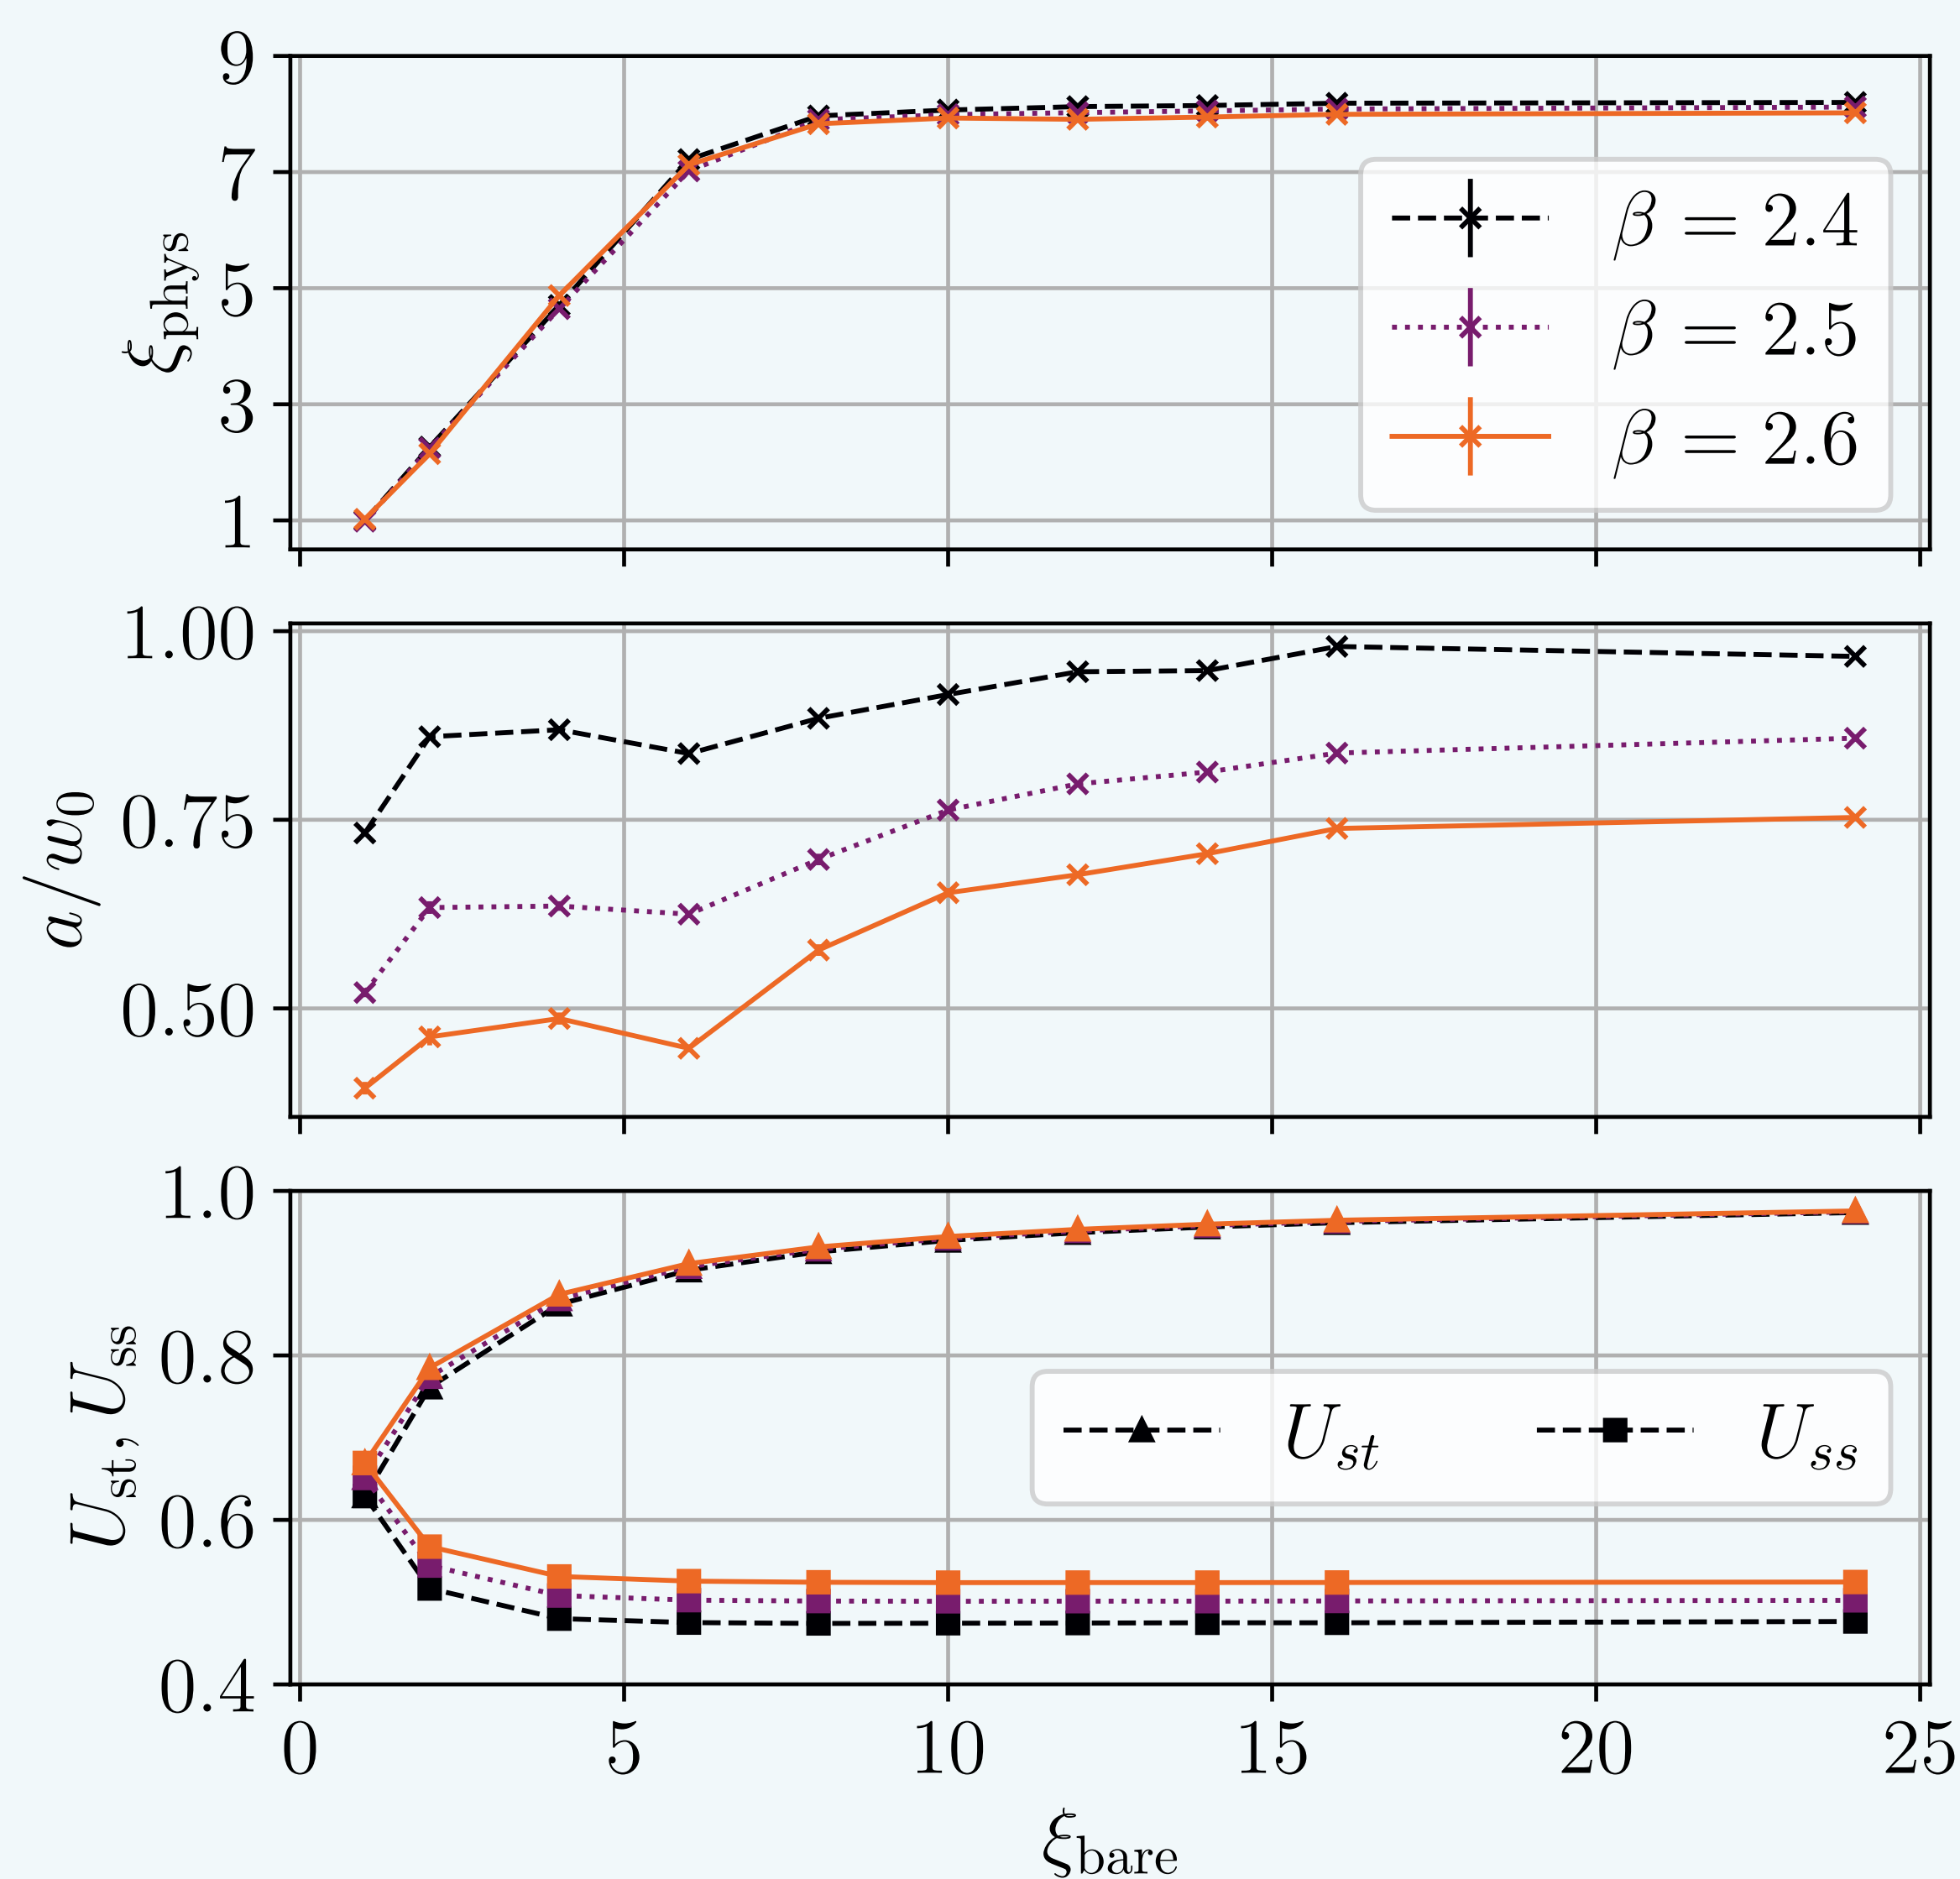 9
7
5
3
1
ξphys
β = 2.4
β = 2.5
β = 2.6
1.00
0.75
0.50
a/w0
1.0
0.8
0.6
0.4
Ust, Uss
Ust Uss
0 5 10 15 20 25
ξbare